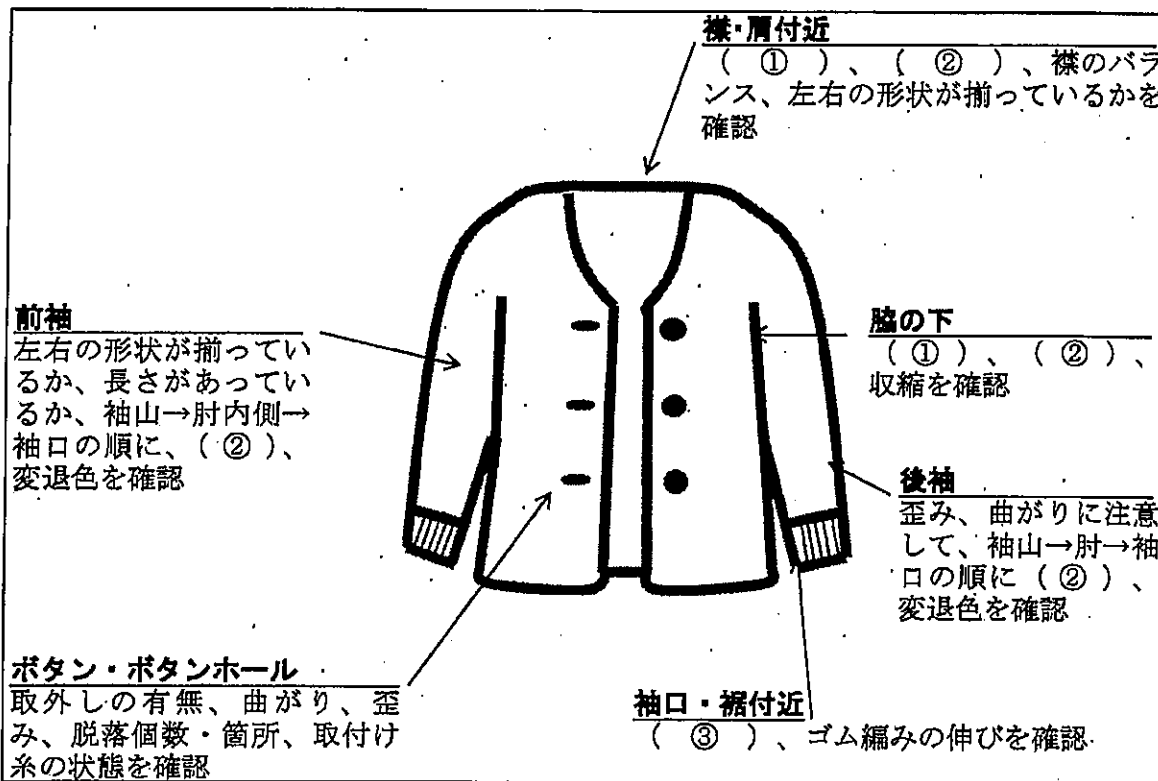 襟・肩付近
( ① )、( ② )、襟のバラ
ンス、左右の形状が揃っているかを
確認
前袖
左右の形状が揃ってい
るか、長さがあってい
るか、袖山→肘内側→
袖口の順に、( ② )、
変退色を確認
脇の下
( ① )、( ② )、
収縮を確認
後袖
歪み、曲がりに注意
して、袖山→肘→袖
口の順に( ② )、
変退色を確認
ボタン・ボタンホール
取外しの有無、曲がり、歪
み、脱落個数・箇所、取付け
糸の状態を確認
袖口・裾付近
( ③ )、ゴム編みの伸びを確認